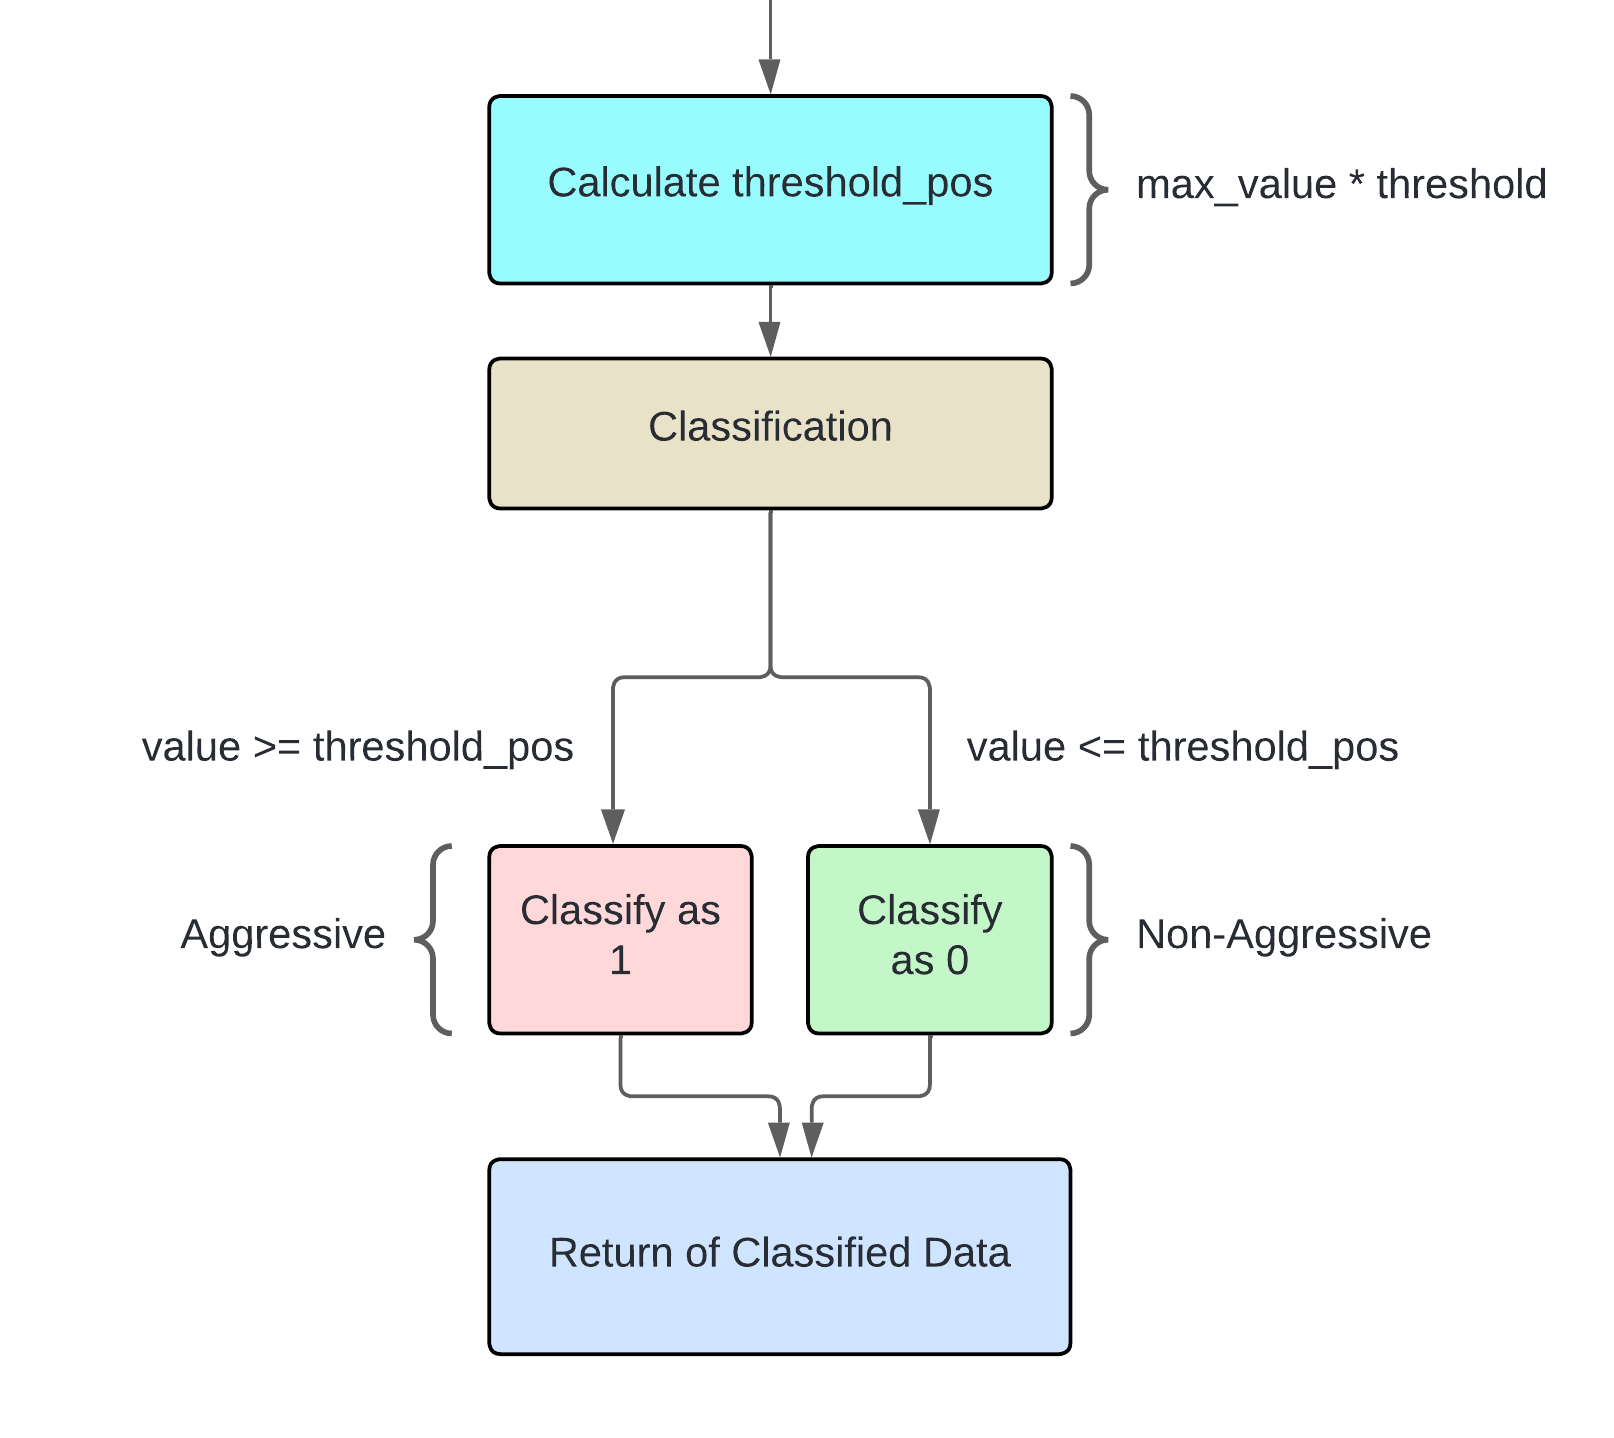 Calculate threshold_pos
max_value * threshold
Classification
value >= threshold_pos
value <= threshold_pos
Aggressive
Classify as
1
Classify
as 0
Non-Aggressive
Return of Classified Data